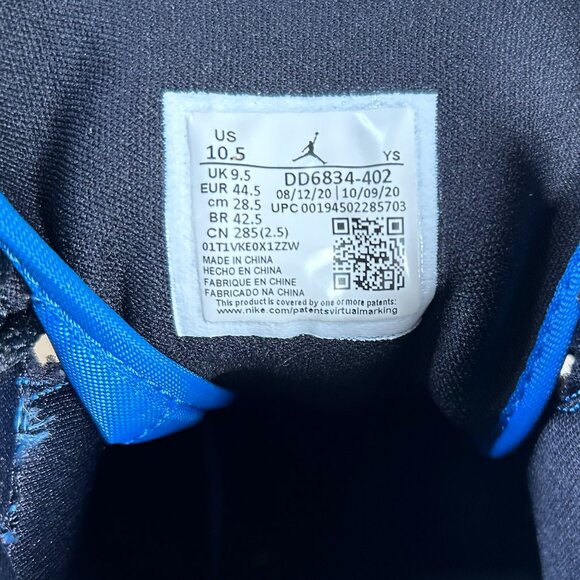 US
10.5 YS
UK 9.5 DD6834-402
EUR 44.5 08/12/20 10/09/20
cm 28.5 UPC 00194502285703
BR 42.5
CN 285(2.5)
01T1VKE0X1ZZW
MADE IN CHINA
HECHO EN CHINA
FABRIQUÉ EN CHINE
FABRICADO NA CHINA
This product is covered by one or more patents:
www.nike.com/patentsvirtualmarking